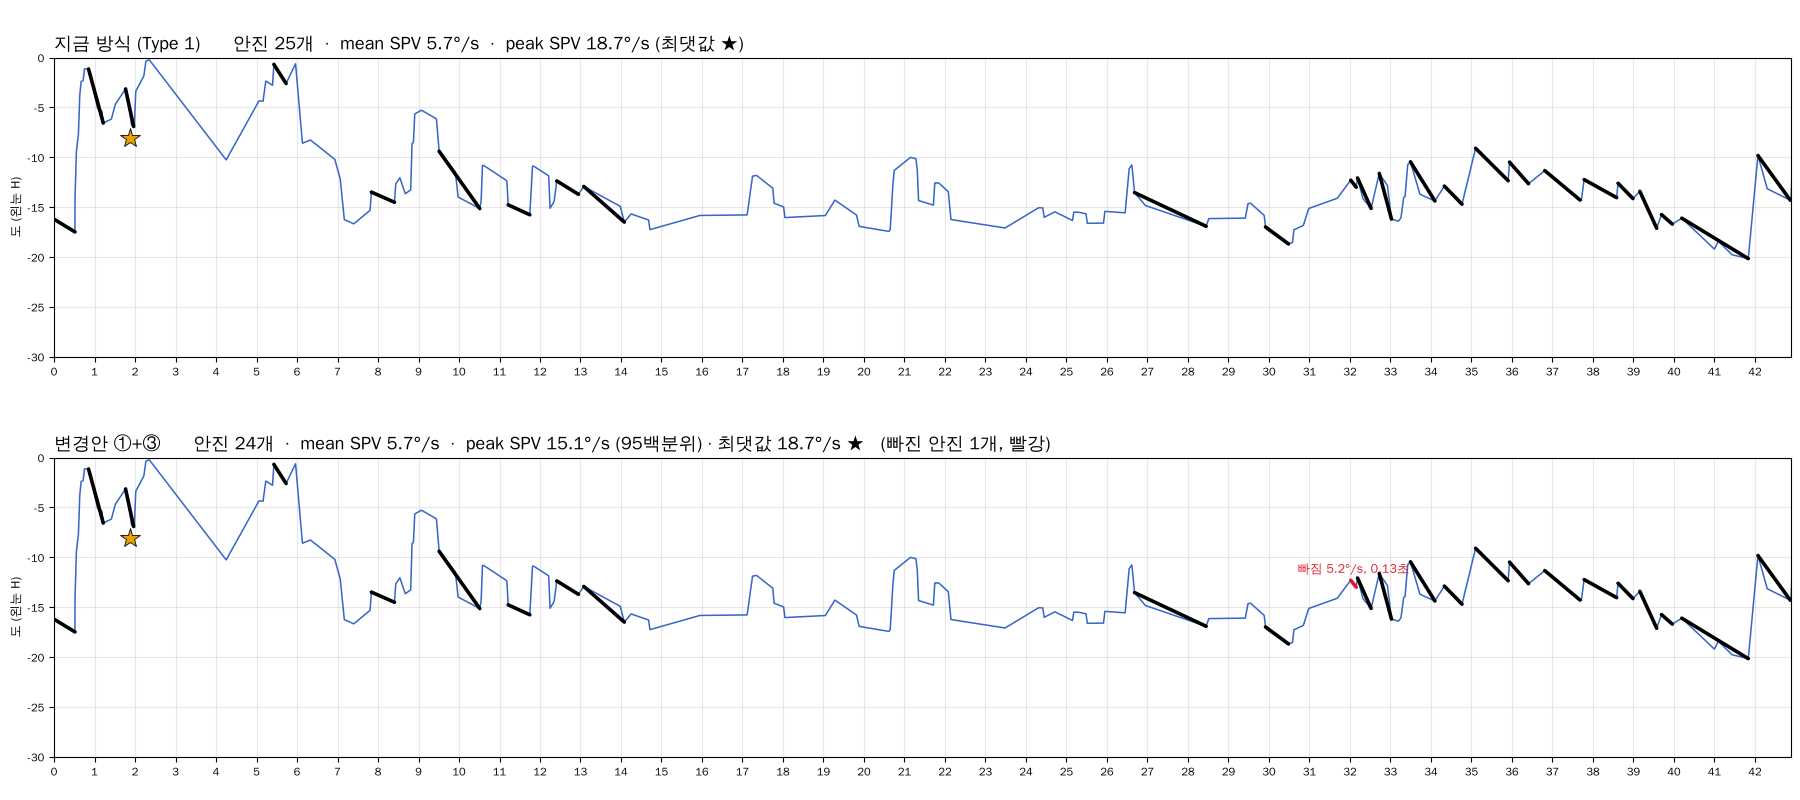 지금 방식 (Type 1)  안진 25개 · mean SPV 5.7°/s · peak SPV 18.7°/s (최댓값 ★)
0
-5
-10
-15
-20
-25
-30
도 (왼눈 H)
0 1 2 3 4 5 6 7 8 9 10 11 12 13 14 15 16 17 18 19 20 21 22 23 24 25 26 27 28 29 30 31 32 33 34 35 36 37 38 39 40 41 42
변경안 ①+③  안진 24개 · mean SPV 5.7°/s · peak SPV 15.1°/s (95백분위) · 최댓값 18.7°/s ★ (빠진 안진 1개, 빨강)
0
-5
-10
빠짐 5.2°/s, 0.13초
-15
-20
-25
-30
도 (왼눈 H)
0 1 2 3 4 5 6 7 8 9 10 11 12 13 14 15 16 17 18 19 20 21 22 23 24 25 26 27 28 29 30 31 32 33 34 35 36 37 38 39 40 41 42